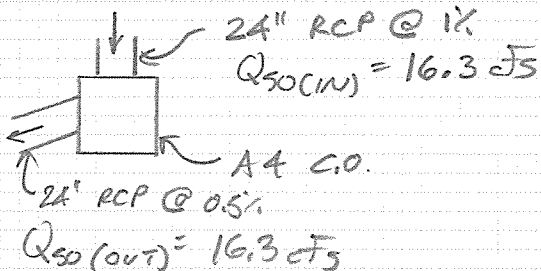 24" RCP @ 1%
Q50(IN) = 16.3 cfs
A4 C.O.
24" RCP @ 0.5%
Q50(OUT) = 16.3 cfs